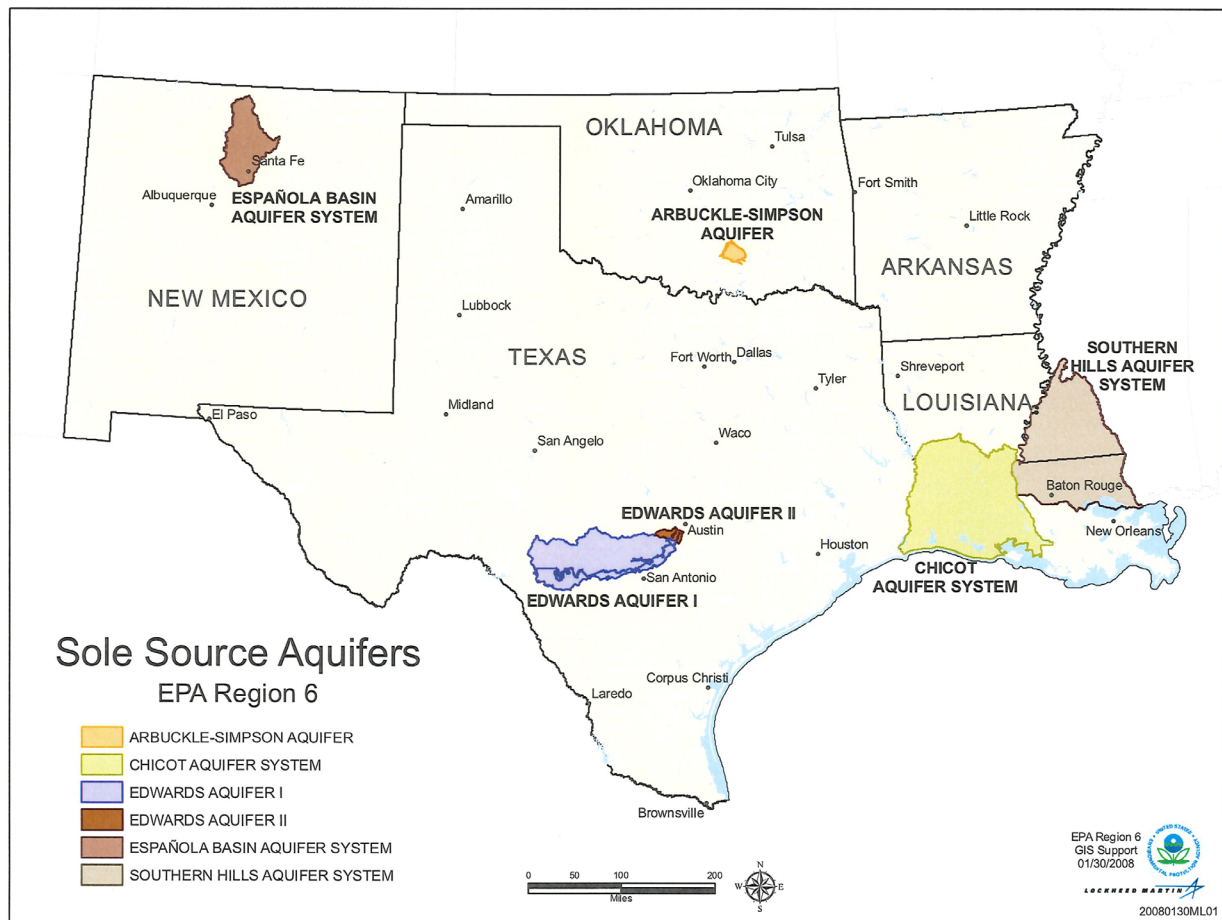 OKLAHOMA
Tulsa
Santa Fe
Oklahoma City
Fort Smith
Albuquerque
ESPAÑOLA BASIN
AQUIFER SYSTEM
Amarillo
ARBUCKLE-SIMPSON
AQUIFER
Little Rock
ARKANSAS
NEW MEXICO
Lubbock
TEXAS
Fort Worth
Dallas
SOUTHERN
HILLS AQUIFER
SYSTEM
Shreveport
Tyler
LOUISIANA
El Paso
Midland
San Angelo
Waco
Baton Rouge
EDWARDS AQUIFER II
Austin
New Orleans
Houston
CHICOT
AQUIFER SYSTEM
San Antonio
EDWARDS AQUIFER I
Sole Source Aquifers
EPA Region 6
Corpus Christi
Laredo
Brownsville
ARBUCKLE-SIMPSON AQUIFER
CHICOT AQUIFER SYSTEM
EDWARDS AQUIFER I
EDWARDS AQUIFER II
ESPAÑOLA BASIN AQUIFER SYSTEM
SOUTHERN HILLS AQUIFER SYSTEM
0 50 100 200
Miles
N
W E
S
EPA Region 6
GIS Support
01/30/2008
UNITED STATES
ENVIRONMENTAL PROTECTION AGENCY
LOCKHEED MARTIN
20080130ML01